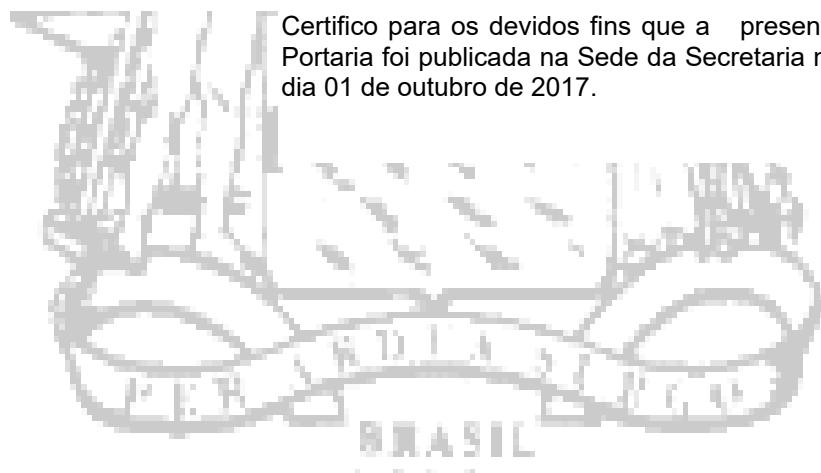 Certifico para os devidos fins que a presen
Portaria foi publicada na Sede da Secretaria n
dia 01 de outubro de 2017.
BRASIL